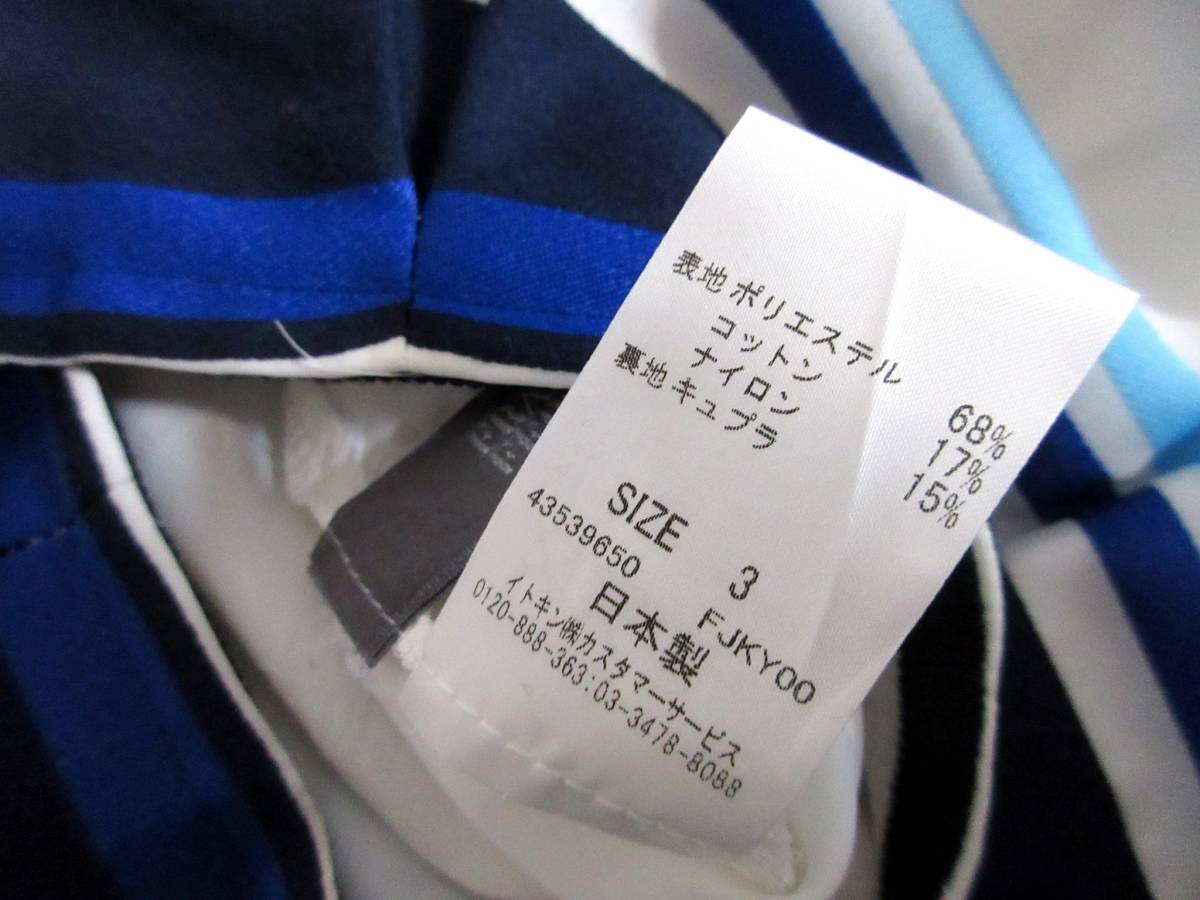 表地 ポリエステル 68%
コットン 17%
ナイロン 15%
裏地 キュプラ
SIZE 3
43539650 FJKY00
日本製
イトキン㈱カスタマーサービス
0120-888-363:03-3478-8088